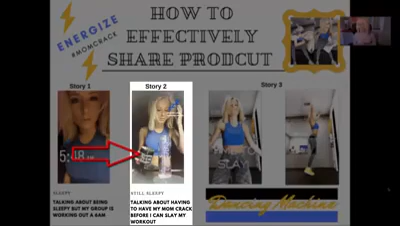 HOW TO
EFFECTIVELY
SHARE PRODCUT
ENERGIZE
#MOMCRACK
Story 1
Story 2
Story 3
SLEEPY
TALKING ABOUT BEING
SLEEPY BUT MY GROUP IS
WORKING OUT A 6AM
STILL SLEEPY
TALKING ABOUT HAVING
TO HAVE MY MOM CRACK
BEFORE I CAN SLAY MY
WORKOUT
SLAY
Dancing Machine